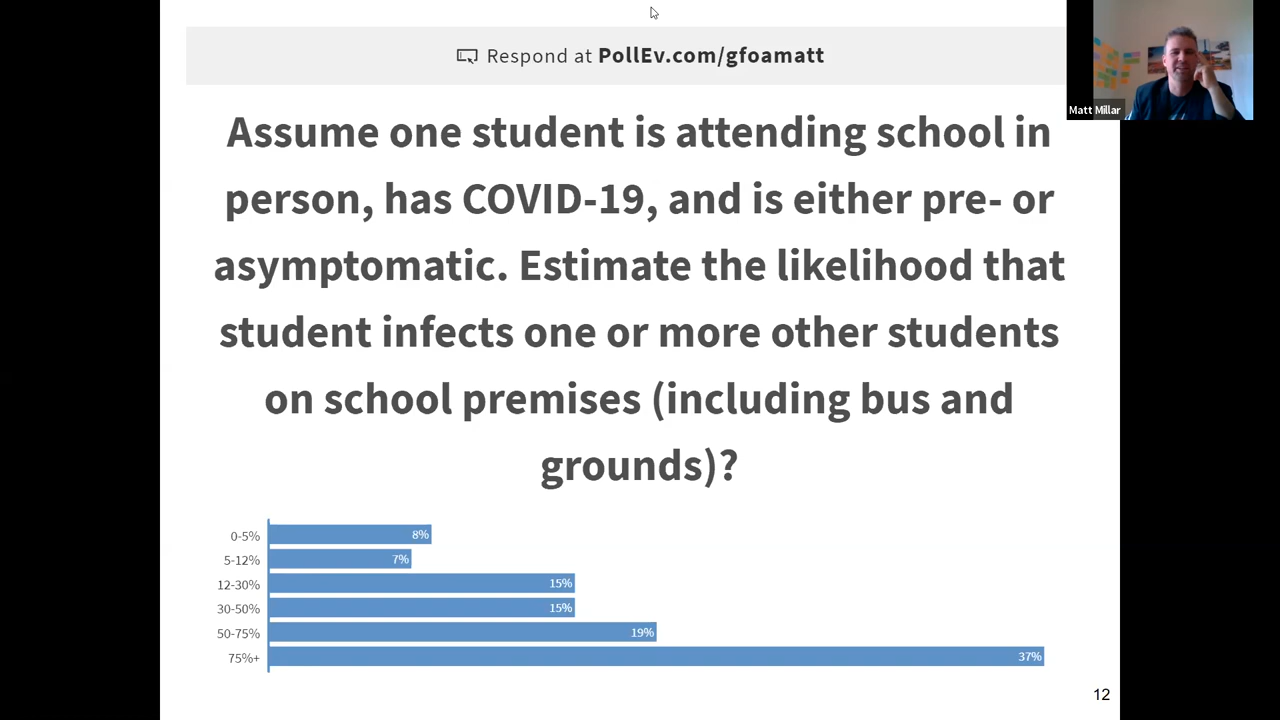 Respond at PollEv.com/gfoamatt
Matt Millar
Assume one student is attending school in
person, has COVID-19, and is either pre- or
asymptomatic. Estimate the likelihood that
student infects one or more other students
on school premises (including bus and
grounds)?
0-5% 8%
5-12% 7%
12-30% 15%
30-50% 15%
50-75% 19%
75%+ 37%
12